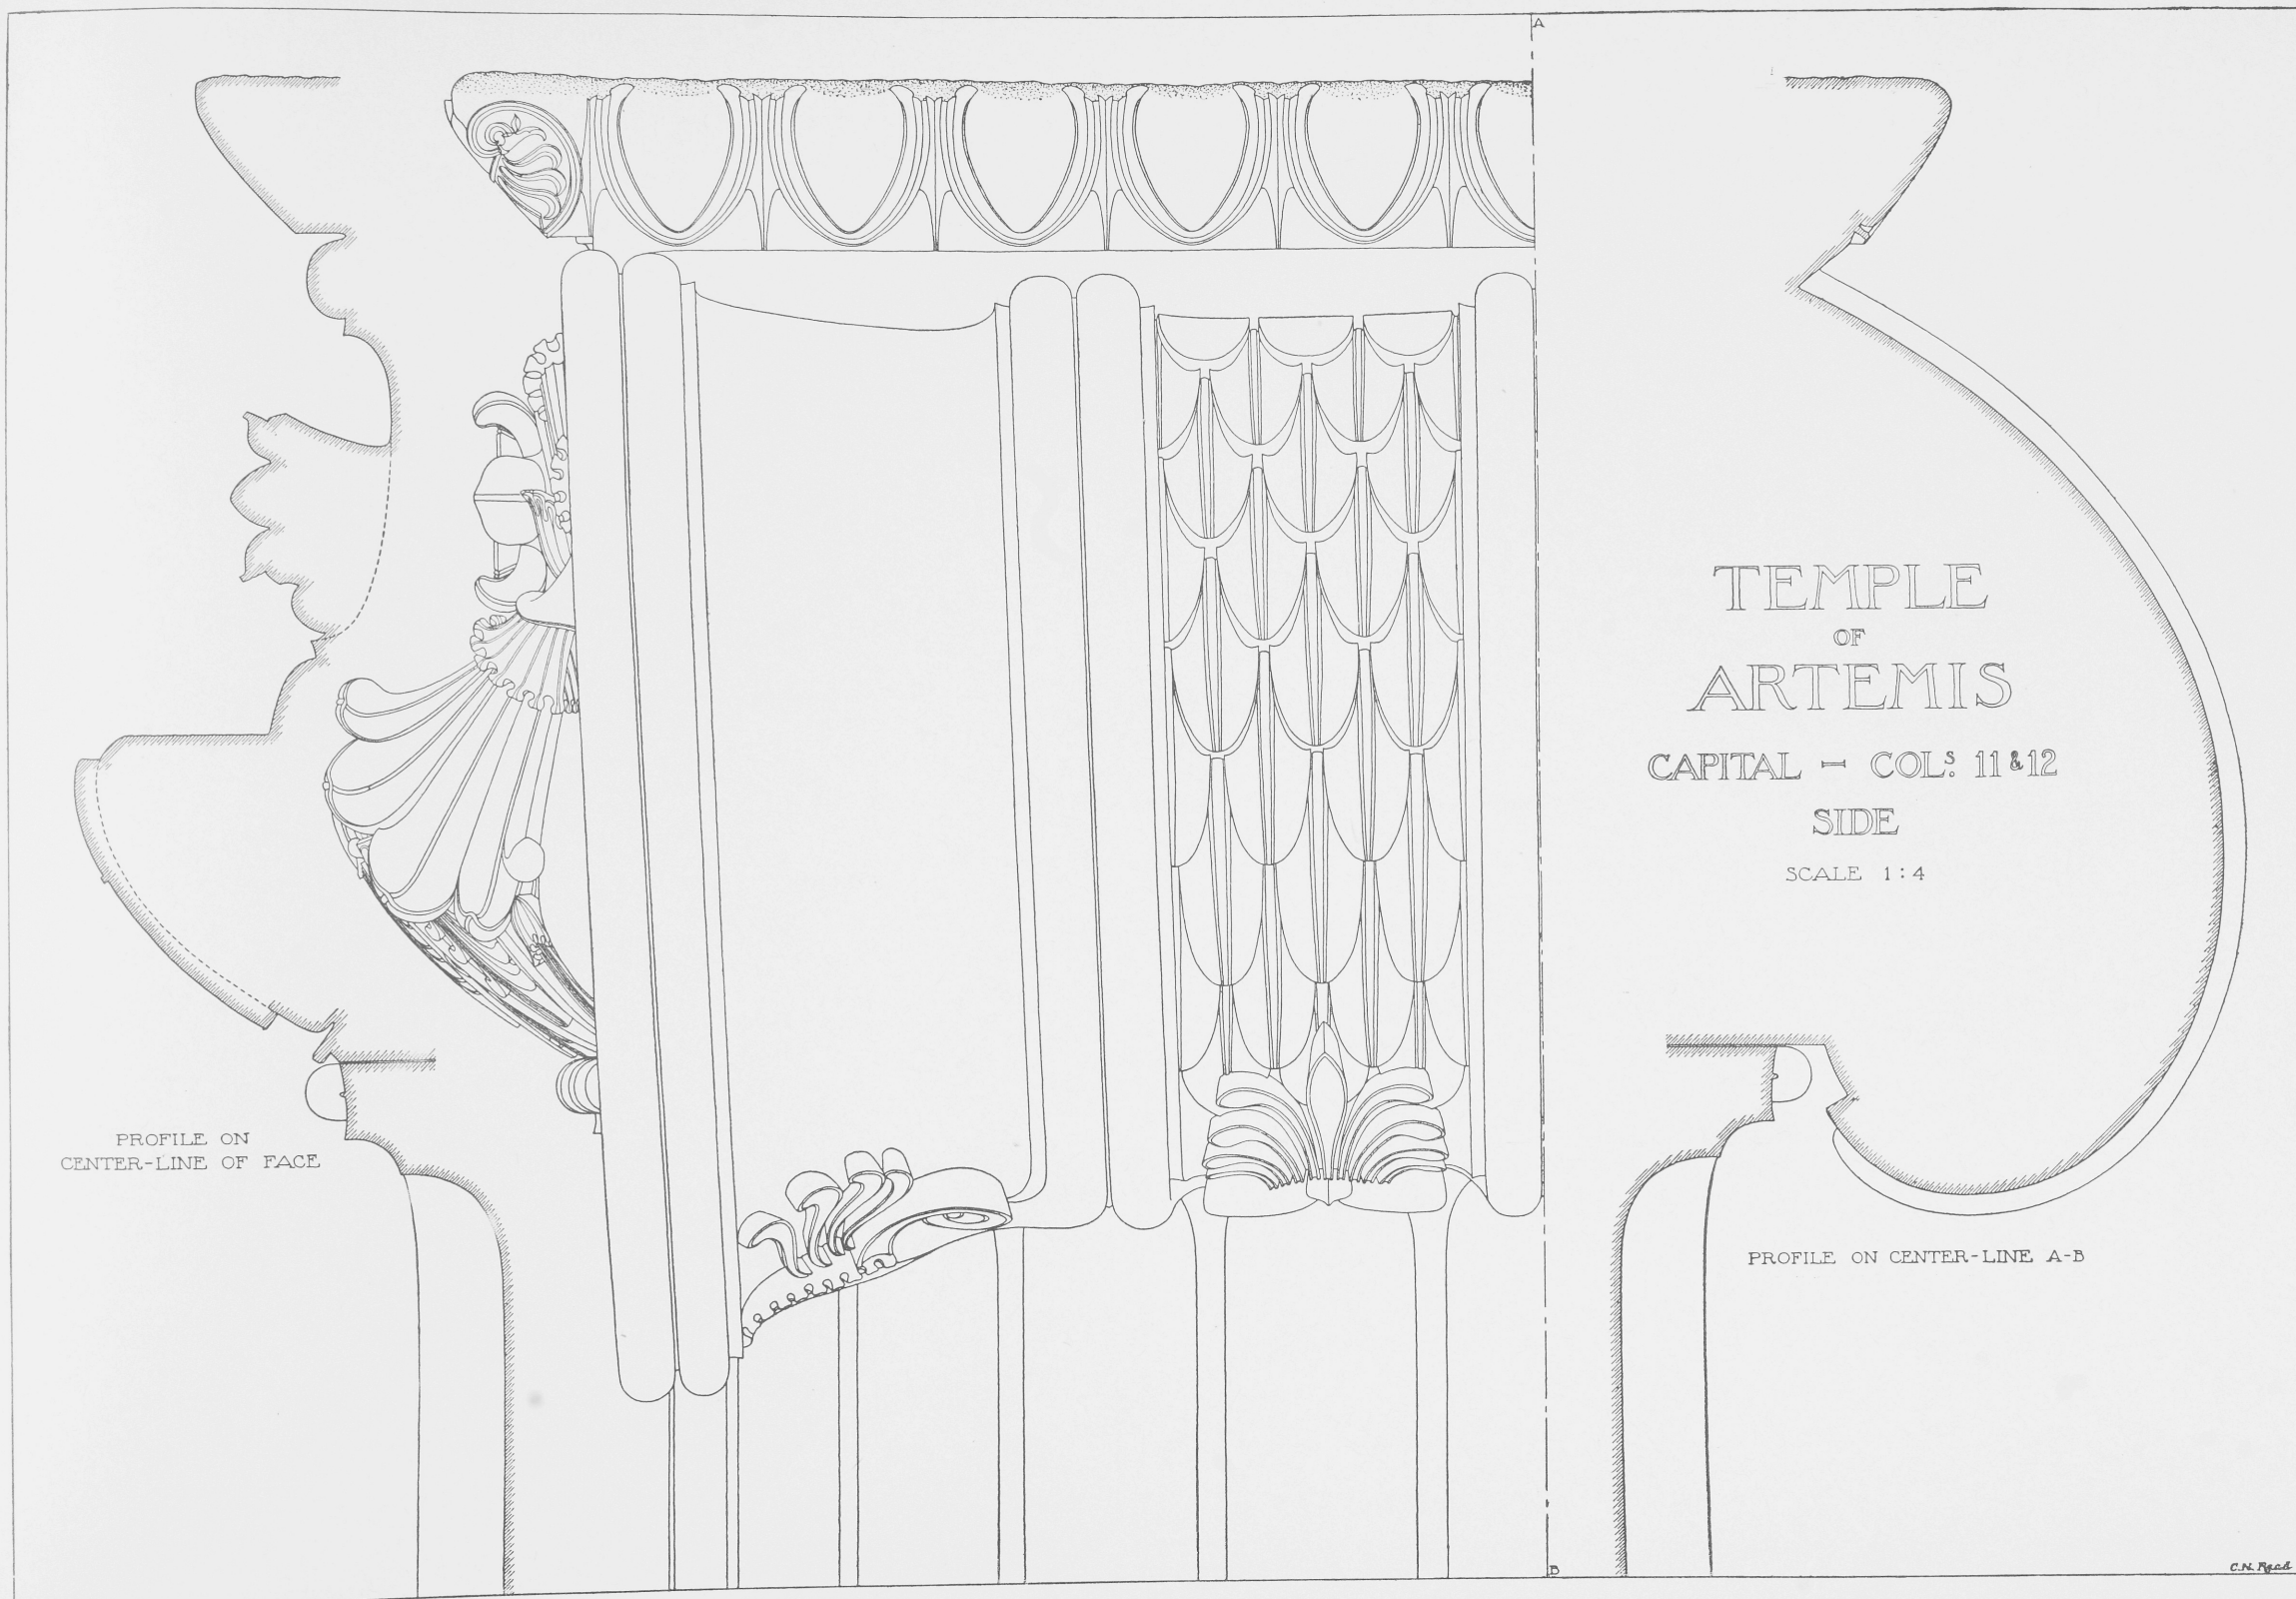 A
TEMPLE
OF
ARTEMIS
CAPITAL – COLS. 11 & 12
SIDE
SCALE 1:4
PROFILE ON
CENTER-LINE OF FACE
PROFILE ON CENTER-LINE A-B
B
C.N. Read